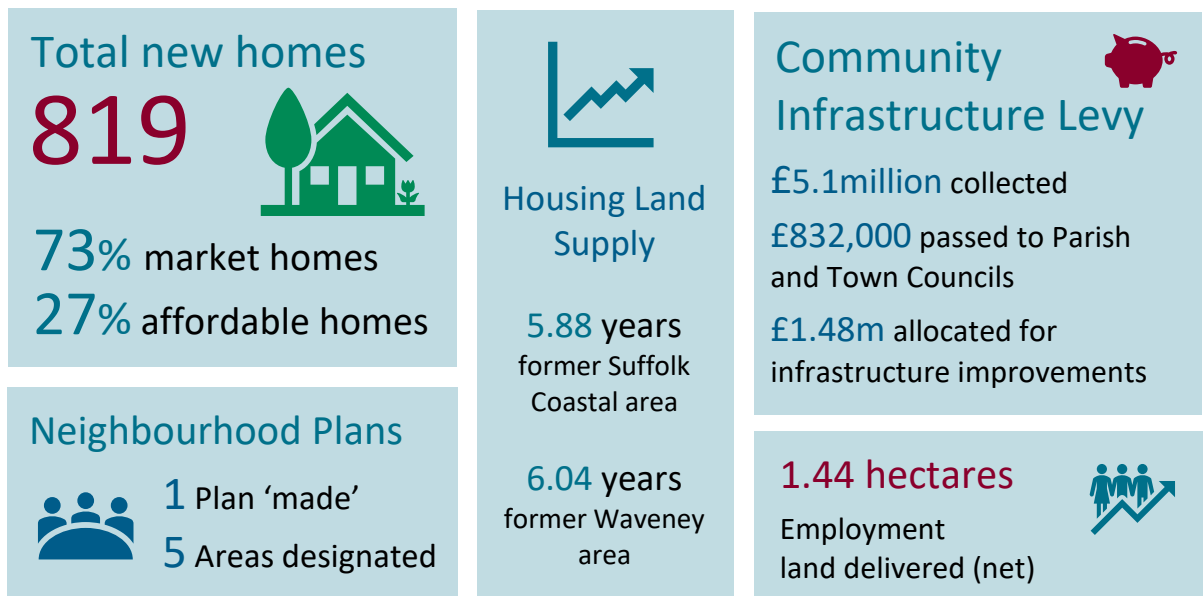 Total new homes
819
73% market homes
27% affordable homes
Neighbourhood Plans
1 Plan ‘made’
5 Areas designated
Housing Land
Supply
5.88 years
former Suffolk
Coastal area
6.04 years
former Waveney
area
Community
Infrastructure Levy
£5.1million collected
£832,000 passed to Parish
and Town Councils
£1.48m allocated for
infrastructure improvements
1.44 hectares
Employment
land delivered (net)